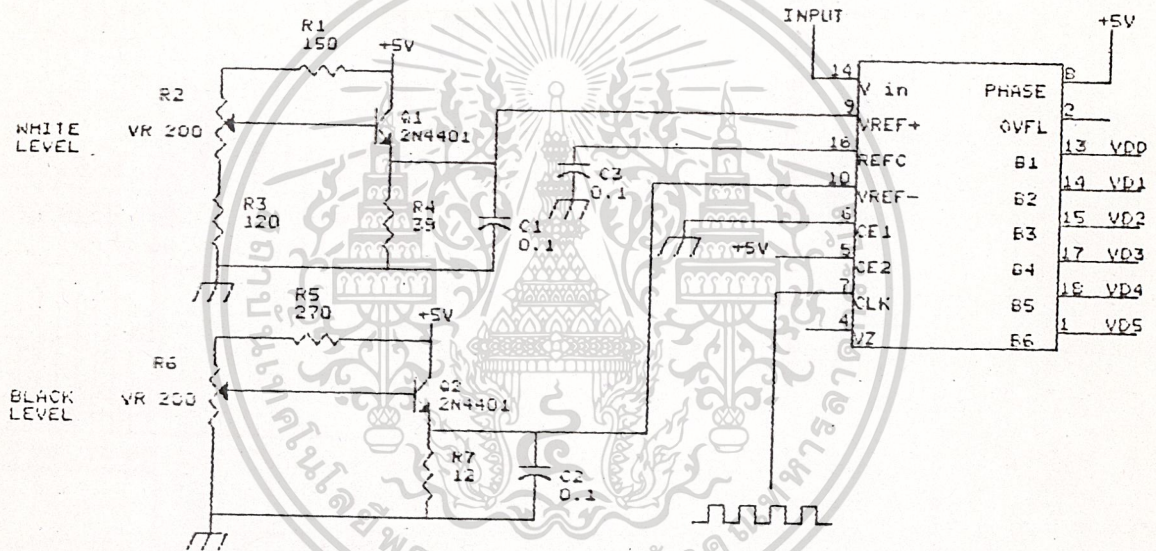 INPUT
+5V
R1
150
+5V
R2
VR 200
WHITE
LEVEL
Q1
2N4401
R3
120
R4
39
C1
0.1
C3
0.1
14
V in
9
VREF+
16
REFC
10
VREF-
6
CE1
+5V
5
CE2
7
CLK
4
VZ
PHASE
8
OVFL
2
B1
13
VD0
B2
14
VD1
B3
15
VD2
B4
17
VD3
B5
18
VD4
B6
1
VD5
R5
270
+5V
R6
VR 200
BLACK
LEVEL
Q2
2N4401
R7
12
C2
0.1